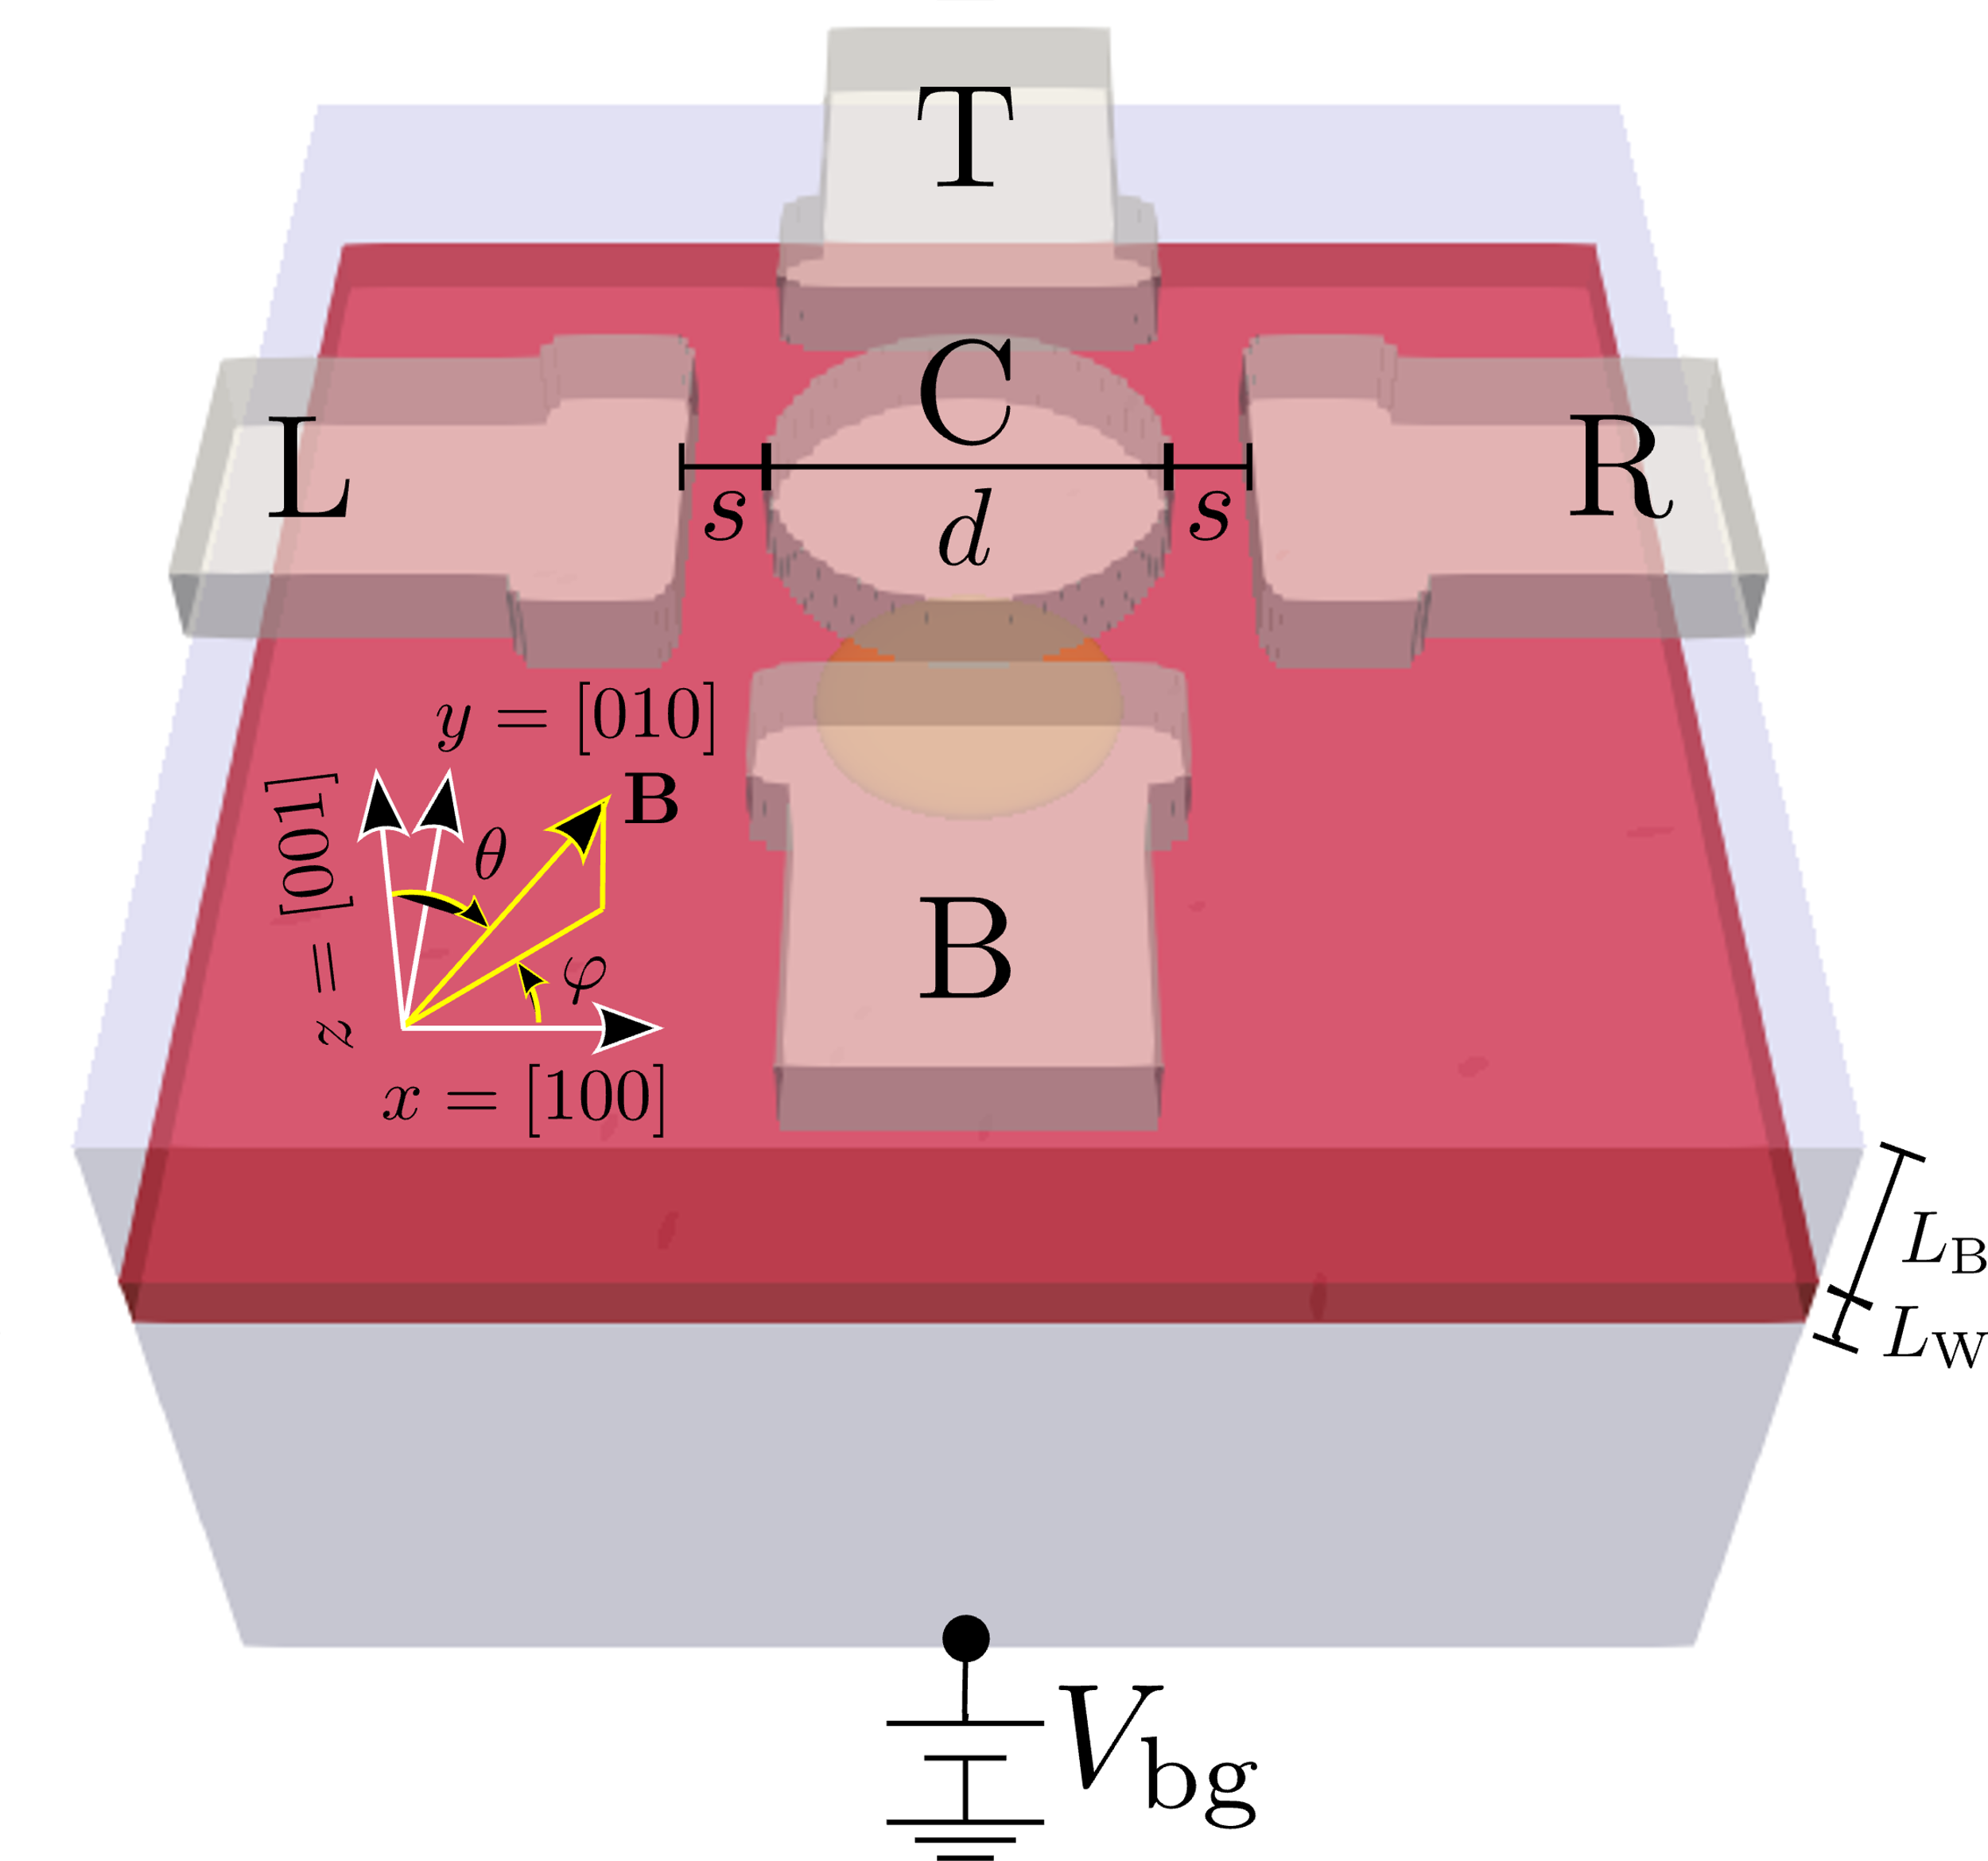 T
C
L
R
s
d
s
y = [010]
z = [001]
θ
B
φ
x = [100]
B
L_B
L_W
V_bg